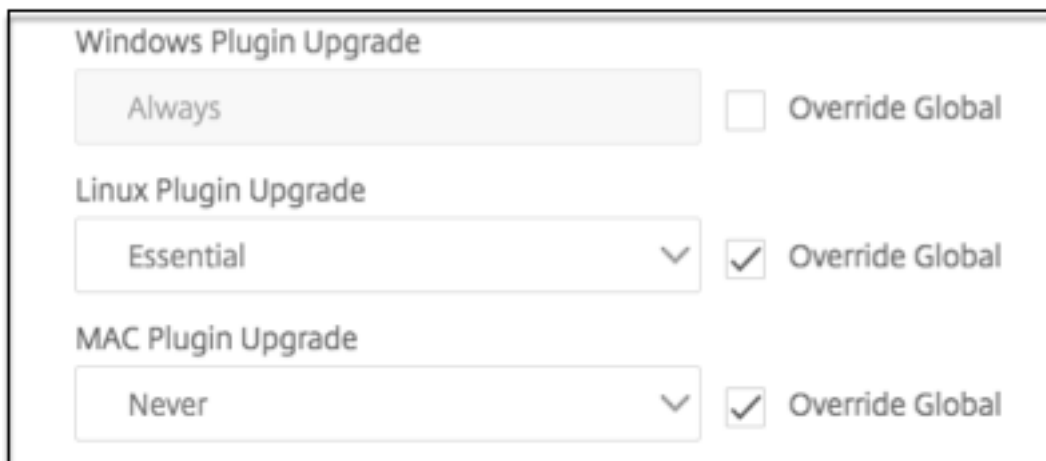 Windows Plugin Upgrade
Always Override Global
Linux Plugin Upgrade
Essential Override Global
MAC Plugin Upgrade
Never Override Global